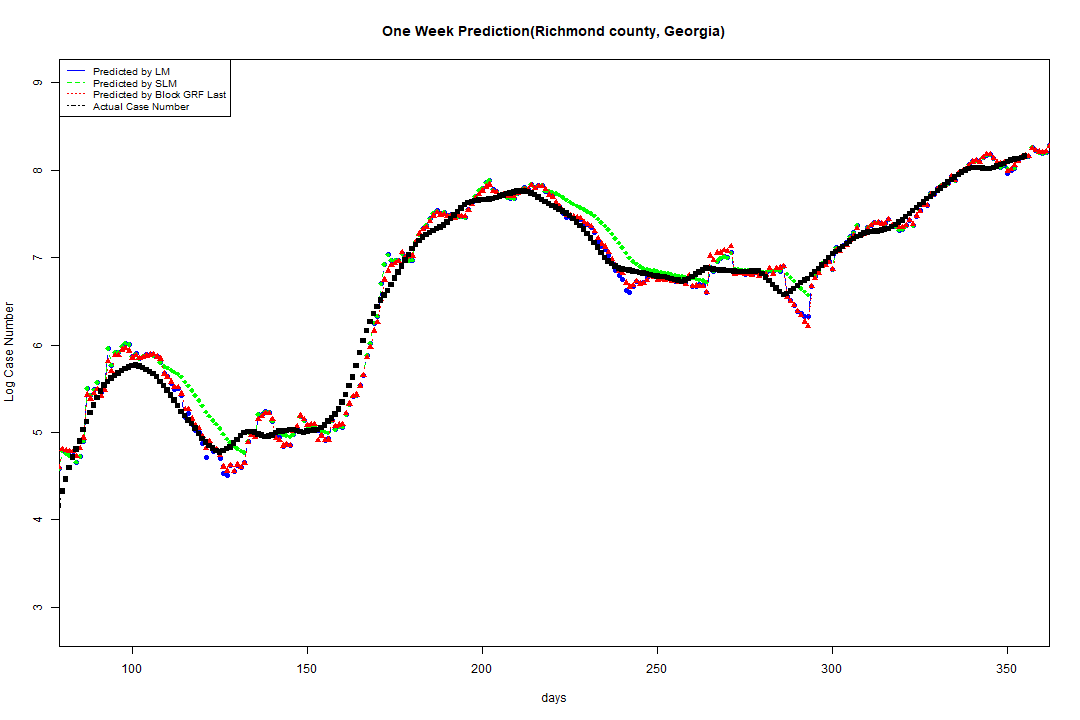 One Week Prediction(Richmond county, Georgia)
Predicted by LM
Predicted by SLM
Predicted by Block GRF Last
Actual Case Number
9
8
7
6
5
4
3
Log Case Number
100 150 200 250 300 350
days